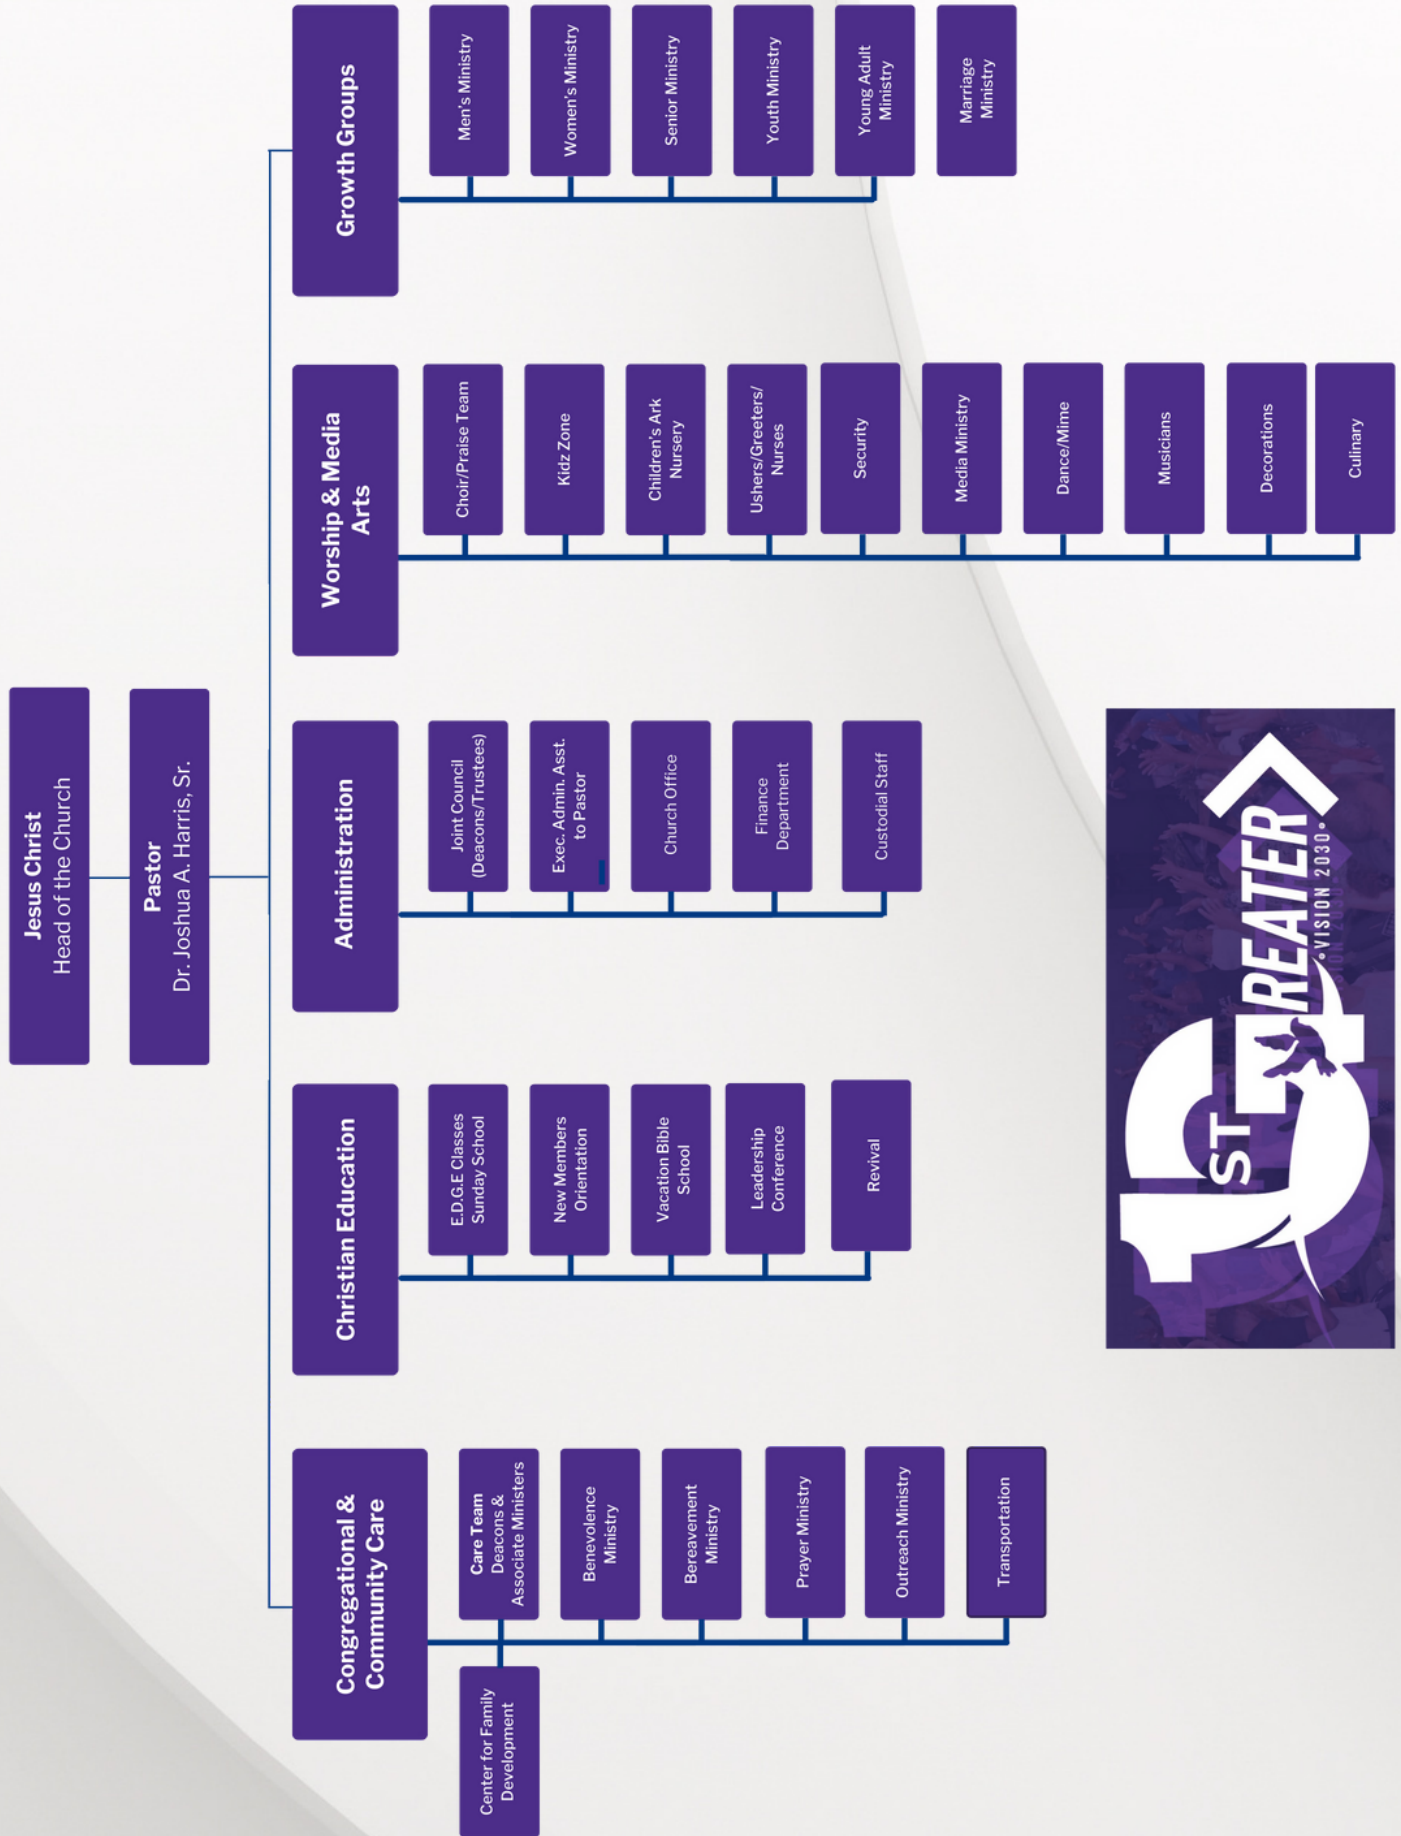 Jesus Christ
Head of the Church
Pastor
Dr. Joshua A. Harris, Sr.
Congregational &
Community Care
Center for Family
Development
Care Team
Deacons &
Associate Ministers
Benevolence
Ministry
Bereavement
Ministry
Prayer Ministry
Outreach Ministry
Transportation
Christian Education
E.D.G.E Classes
Sunday School
New Members
Orientation
Vacation Bible
School
Leadership
Conference
Revival
Administration
Joint Council
(Deacons/Trustees)
Exec. Admin. Asst.
to Pastor
Church Office
Finance
Department
Custodial Staff
Worship & Media
Arts
Choir/Praise Team
Kidz Zone
Children's Ark
Nursery
Ushers/Greeters/
Nurses
Security
Media Ministry
Dance/Mime
Musicians
Decorations
Culinary
Growth Groups
Men's Ministry
Women's Ministry
Senior Ministry
Youth Ministry
Young Adult
Ministry
Marriage
Ministry
1ST
GREATER
•VISION 2030•